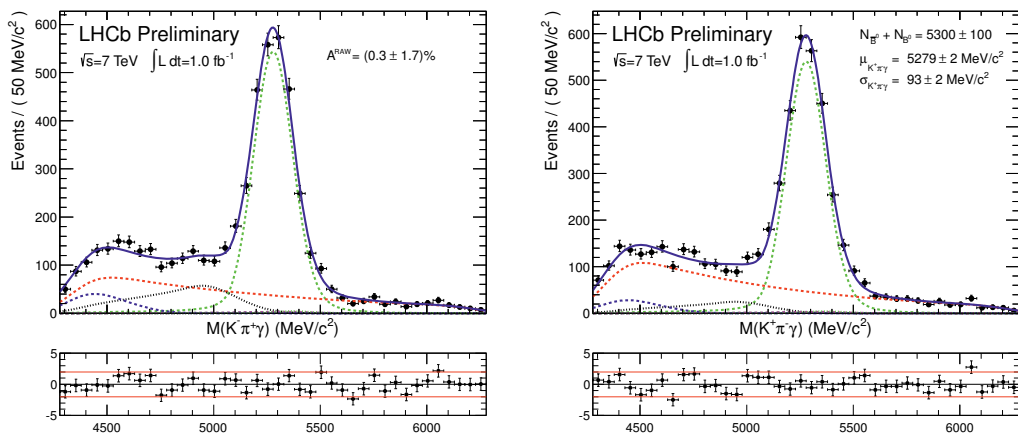 LHCb Preliminary
√s=7 TeV ∫L dt=1.0 fb⁻¹
Aᴿᴬᵂ = (0.3 ± 1.7)%
Events / ( 50 MeV/c² )
600
500
400
300
200
100
0
M(K⁻π⁺γ) (MeV/c²)
5
0
-5
4500 5000 5500 6000
LHCb Preliminary
√s=7 TeV ∫L dt=1.0 fb⁻¹
N_B̄⁰ + N_B⁰ = 5300 ± 100
μ_K⁺π⁻γ = 5279 ± 2 MeV/c²
σ_K⁺π⁻γ = 93 ± 2 MeV/c²
Events / ( 50 MeV/c² )
600
500
400
300
200
100
0
M(K⁺π⁻γ) (MeV/c²)
5
0
-5
4500 5000 5500 6000